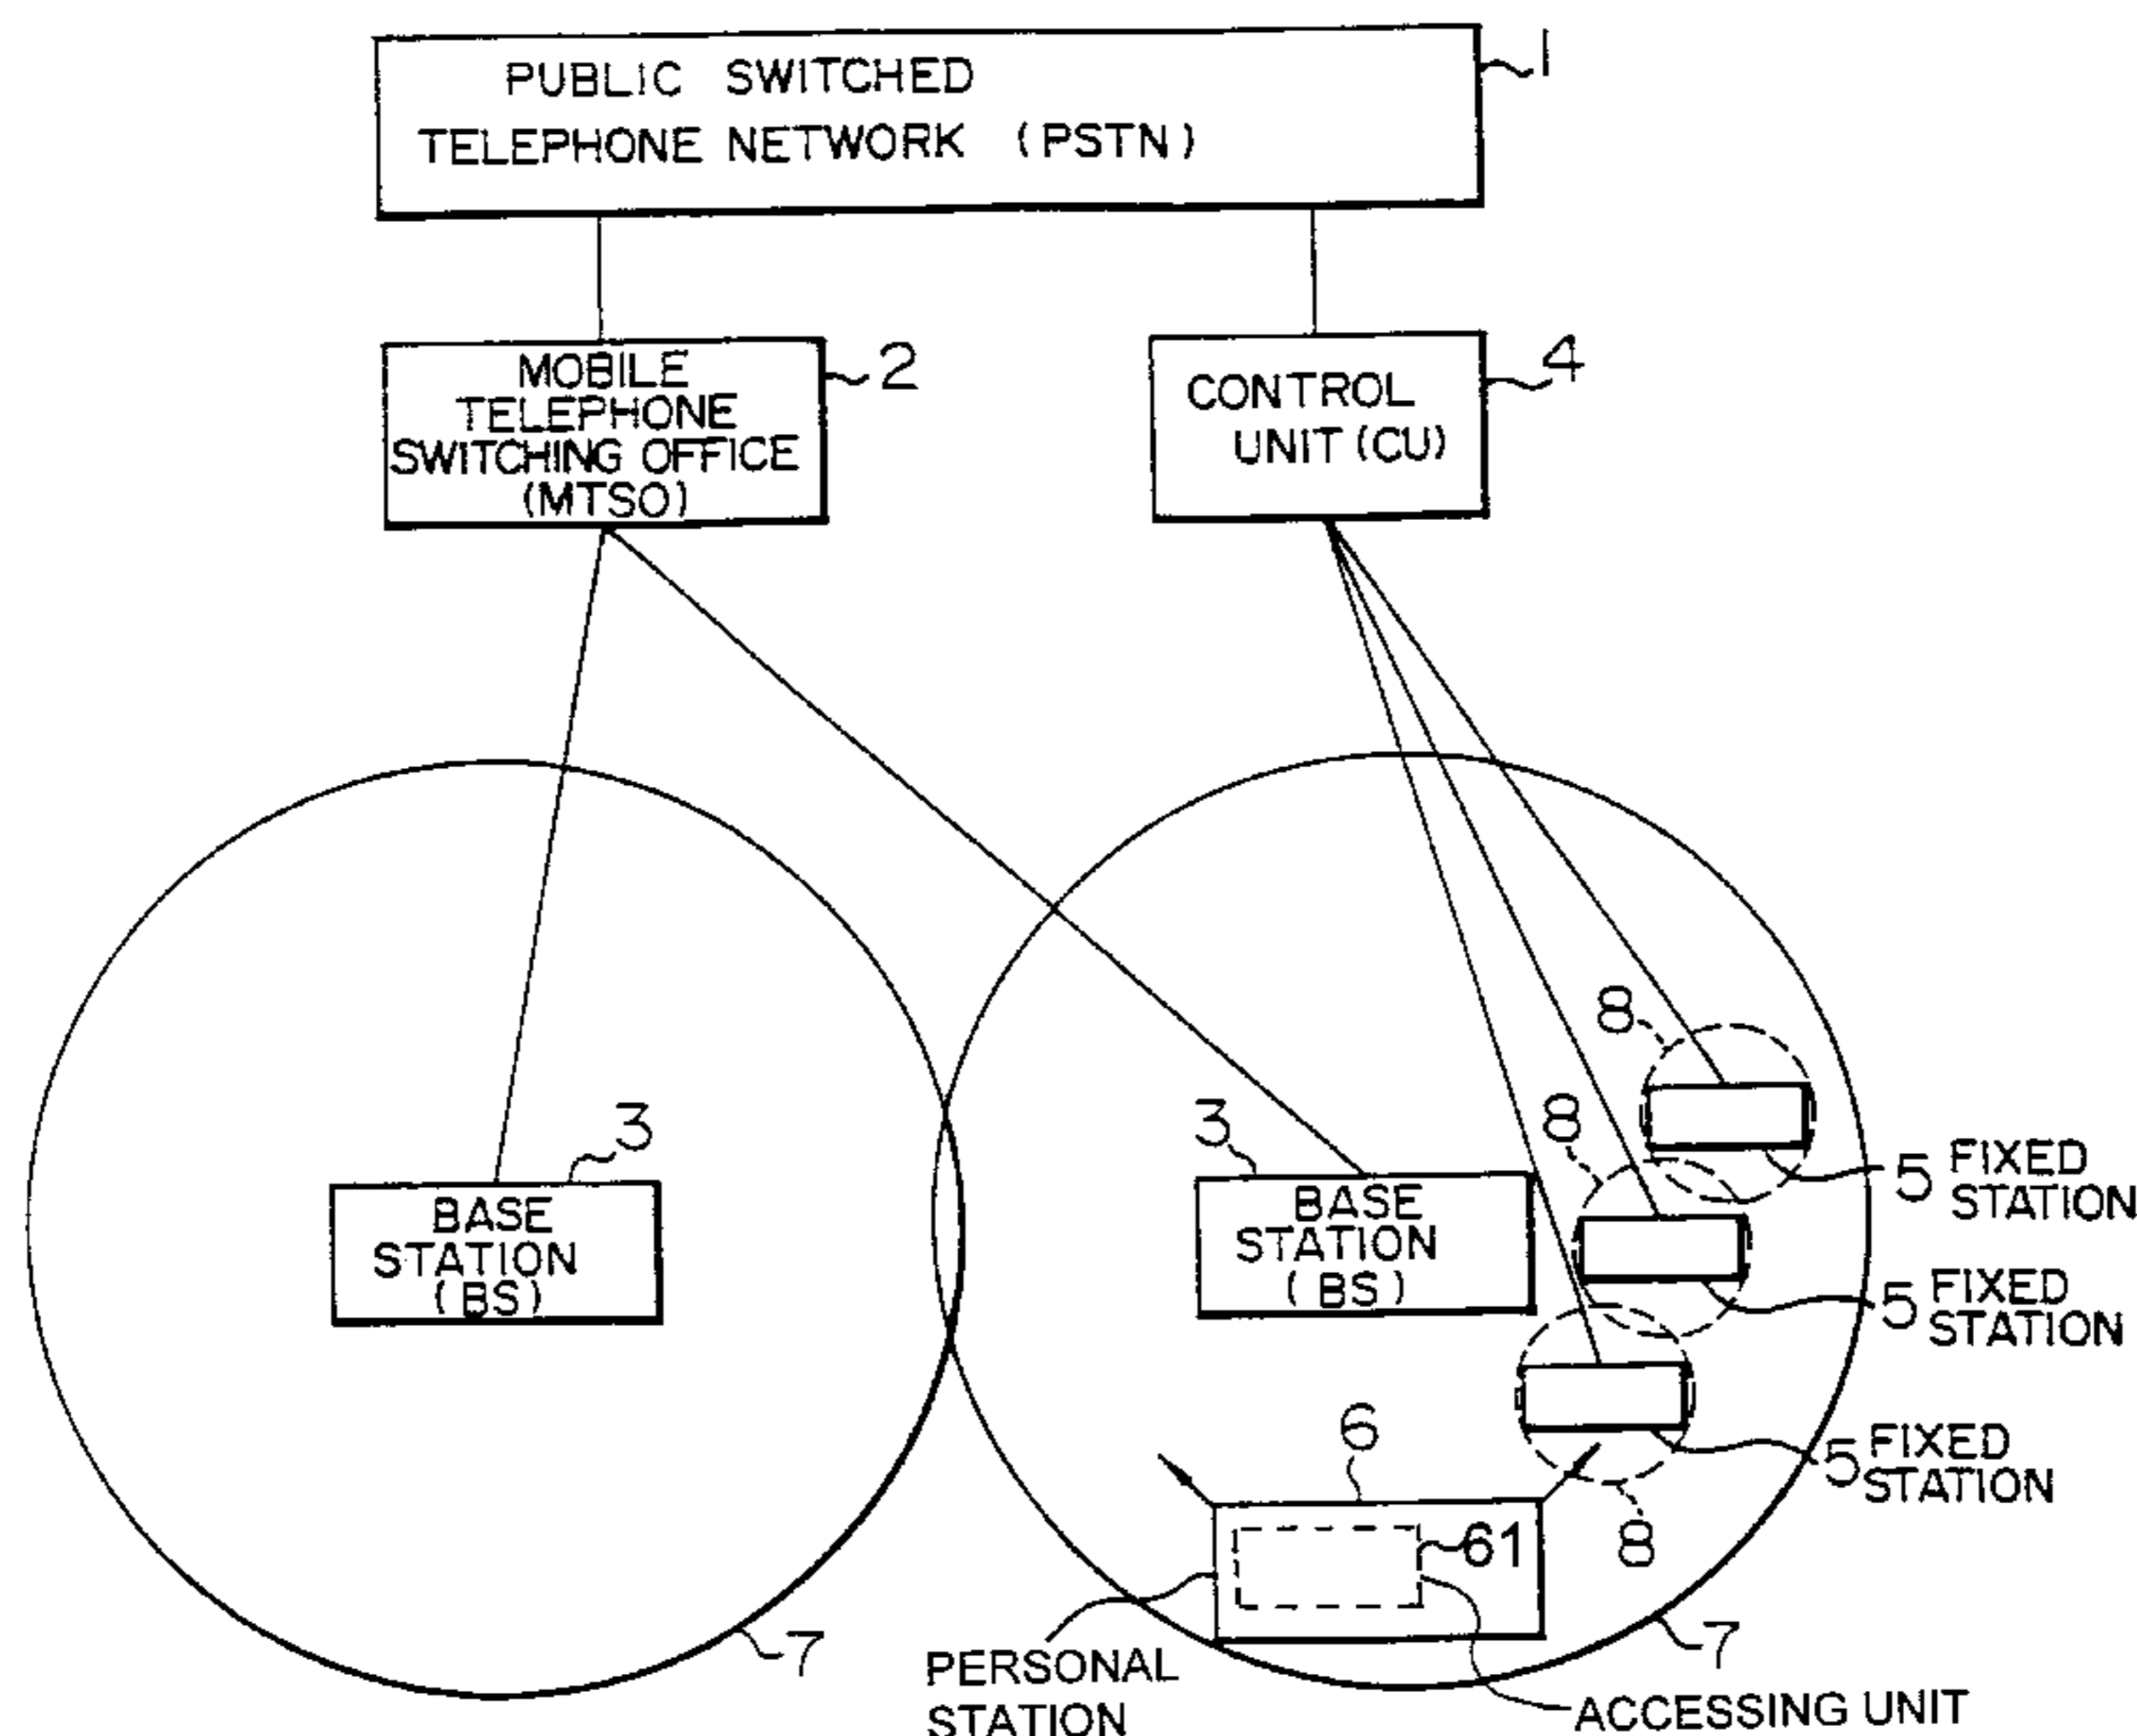 PUBLIC SWITCHED
TELEPHONE NETWORK (PSTN)
1
MOBILE
TELEPHONE
SWITCHING OFFICE
(MTSO)
2
CONTROL
UNIT (CU)
4
8
8
3
BASE
STATION
(BS)
3
BASE
STATION
(BS)
5 FIXED
STATION
5 FIXED
STATION
5 FIXED
STATION
6
61
8
7
7
PERSONAL
STATION
ACCESSING UNIT